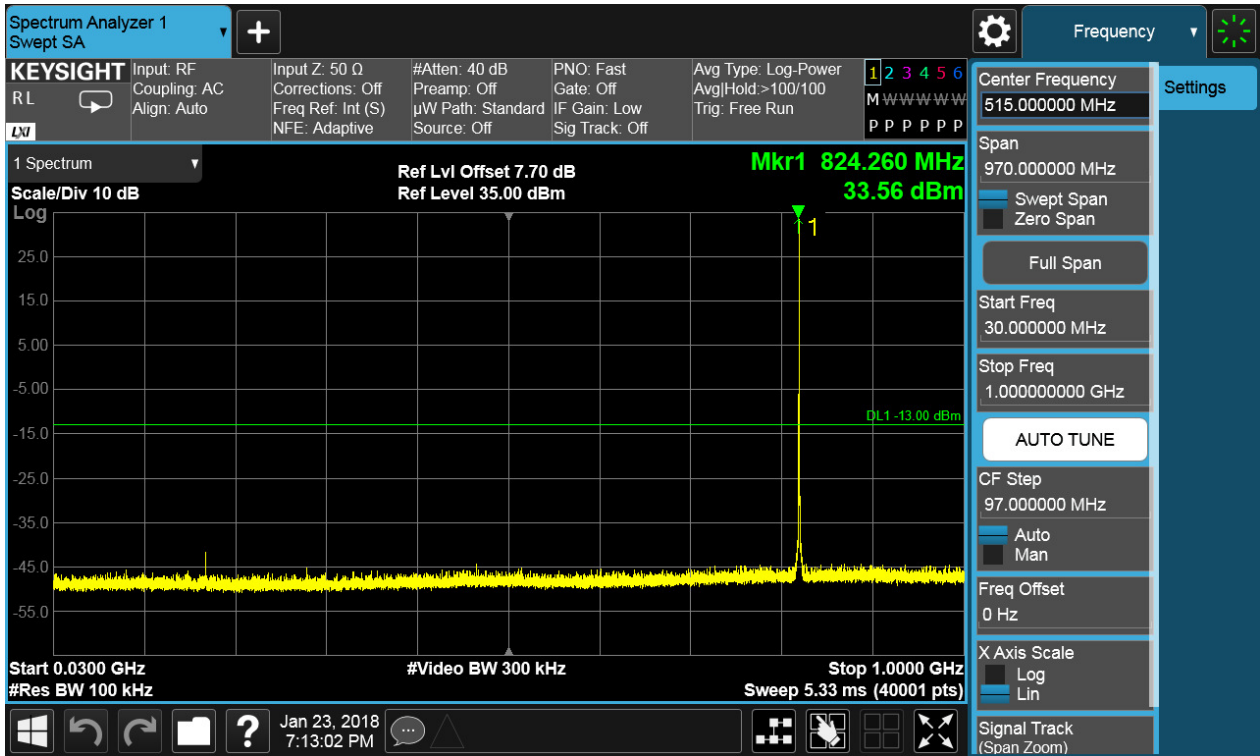 Spectrum Analyzer 1
Swept SA
Frequency
KEYSIGHT
RL
LXI
Input: RF
Coupling: AC
Align: Auto
Input Z: 50 Ω
Corrections: Off
Freq Ref: Int (S)
NFE: Adaptive
#Atten: 40 dB
Preamp: Off
µW Path: Standard
Source: Off
PNO: Fast
Gate: Off
IF Gain: Low
Sig Track: Off
Avg Type: Log-Power
Avg|Hold:>100/100
Trig: Free Run
1 2 3 4 5 6
M W W W W W
P P P P P P
1 Spectrum
Scale/Div 10 dB
Log
Ref Lvl Offset 7.70 dB
Ref Level 35.00 dBm
Mkr1 824.260 MHz
33.56 dBm
1
25.0
15.0
5.00
-5.00
-15.0
-25.0
-35.0
-45.0
-55.0
DL1 -13.00 dBm
Start 0.0300 GHz
#Res BW 100 kHz
#Video BW 300 kHz
Stop 1.0000 GHz
Sweep 5.33 ms (40001 pts)
?
Jan 23, 2018
7:13:02 PM
Center Frequency
515.000000 MHz
Span
970.000000 MHz
Swept Span
Zero Span
Full Span
Start Freq
30.000000 MHz
Stop Freq
1.000000000 GHz
AUTO TUNE
CF Step
97.000000 MHz
Auto
Man
Freq Offset
0 Hz
X Axis Scale
Log
Lin
Signal Track
(Span Zoom)
Settings